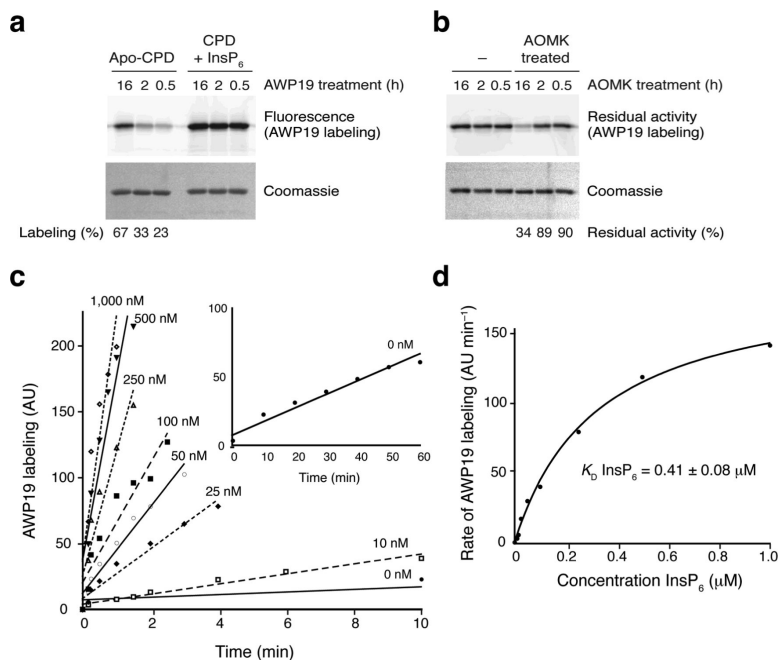 a
Apo-CPD
CPD
+ InsP6
16 2 0.5 16 2 0.5 AWP19 treatment (h)
Fluorescence
(AWP19 labeling)
Coomassie
Labeling (%) 67 33 23
b
–
AOMK
treated
16 2 0.5 16 2 0.5 AOMK treatment (h)
Residual activity
(AWP19 labeling)
Coomassie
34 89 90 Residual activity (%)
c
AWP19 labeling (AU)
200
150
100
50
0
1,000 nM
500 nM
250 nM
100 nM
50 nM
25 nM
10 nM
0 nM
0 2 4 6 8 10
Time (min)
100
50
0
0 nM
0 10 20 30 40 50 60
Time (min)
d
Rate of AWP19 labeling (AU min–1)
150
100
50
0
KD InsP6 = 0.41 ± 0.08 μM
0 0.2 0.4 0.6 0.8 1.0
Concentration InsP6 (μM)